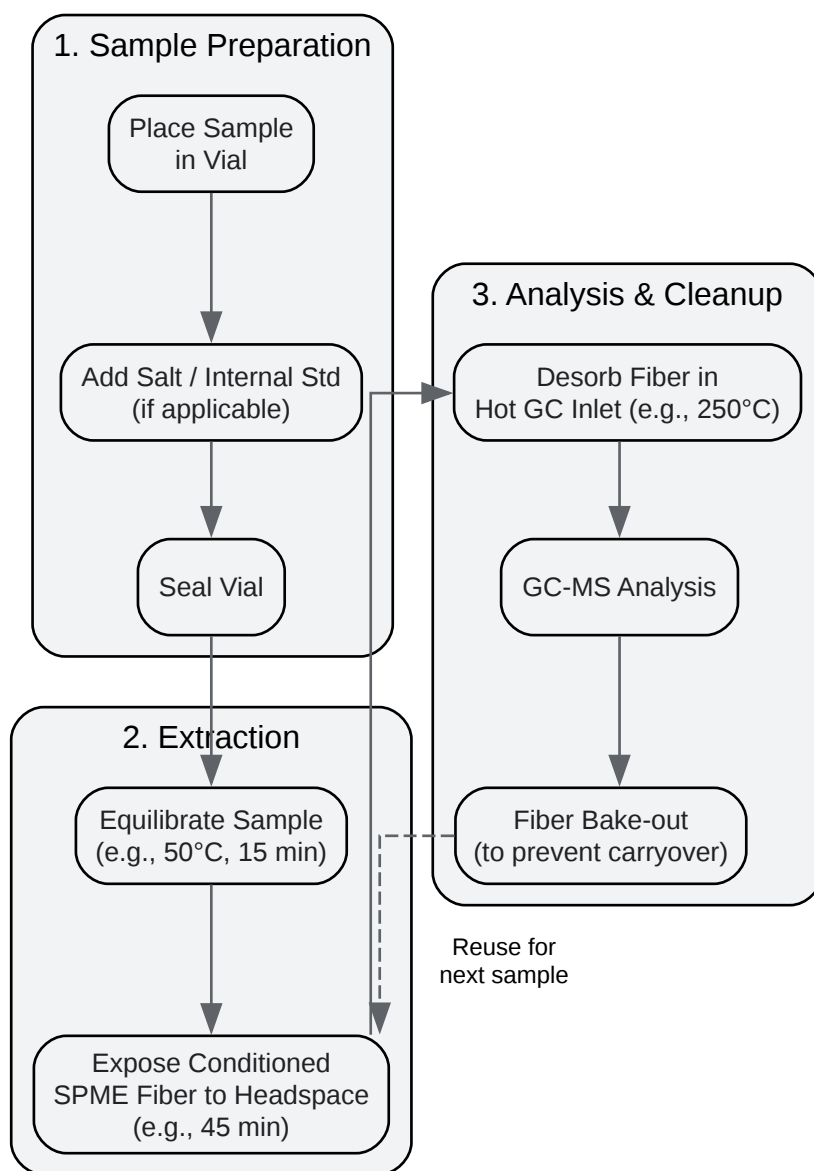 1. Sample Preparation
Place Sample
in Vial
Add Salt / Internal Std
(if applicable)
Seal Vial
2. Extraction
Equilibrate Sample
(e.g., 50°C, 15 min)
Expose Conditioned
SPME Fiber to Headspace
(e.g., 45 min)
3. Analysis & Cleanup
Desorb Fiber in
Hot GC Inlet (e.g., 250°C)
GC-MS Analysis
Fiber Bake-out
(to prevent carryover)
Reuse for
next sample